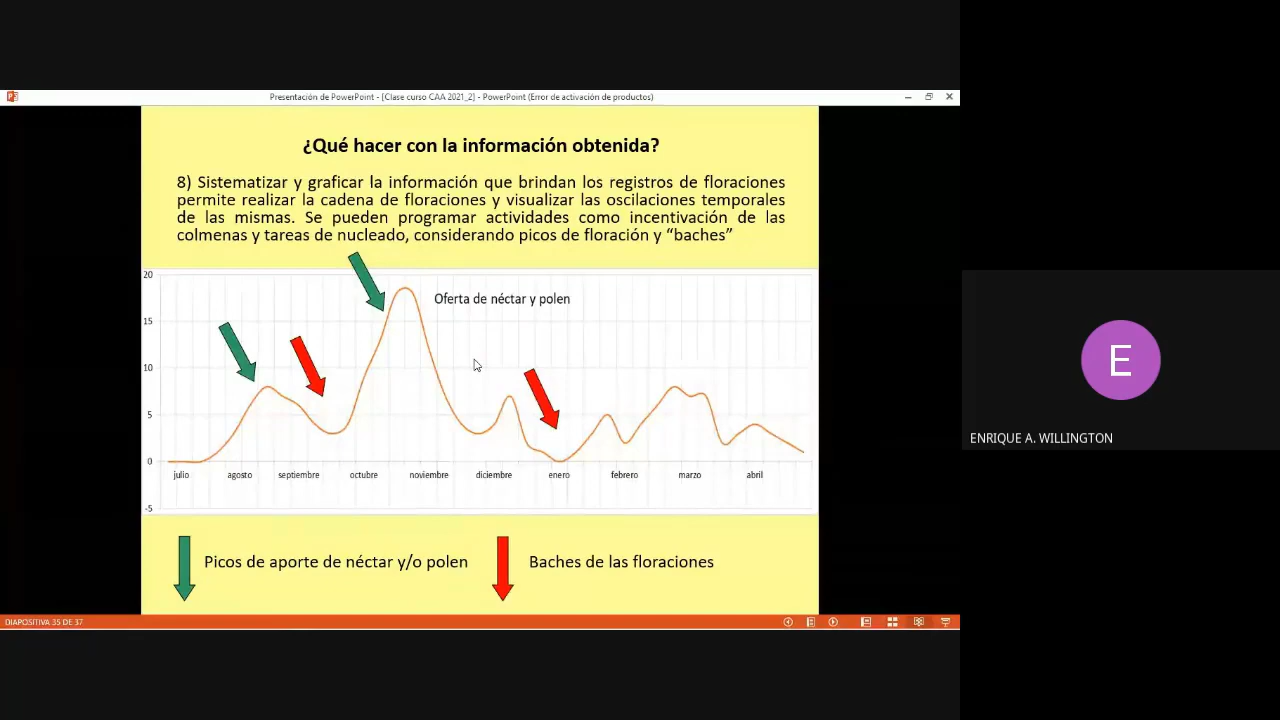 Presentación de PowerPoint - [Clase curso CAA 2021_2] - PowerPoint (Error de activación de productos)
¿Qué hacer con la información obtenida?
8) Sistematizar y graficar la información que brindan los registros de floraciones
permite realizar la cadena de floraciones y visualizar las oscilaciones temporales
de las mismas. Se pueden programar actividades como incentivación de las
colmenas y tareas de nucleado, considerando picos de floración y “baches”
20
15
10
5
0
-5
Oferta de néctar y polen
julio agosto septiembre octubre noviembre diciembre enero febrero marzo abril
Picos de aporte de néctar y/o polen
Baches de las floraciones
DIAPOSITIVA 35 DE 37
E
ENRIQUE A. WILLINGTON